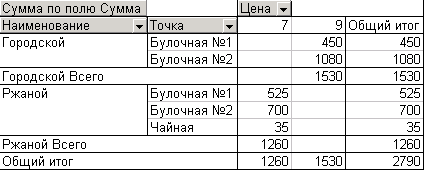 Сумма по полю Сумма Цена
Наименование Точка 7 9 Общий итог
Городской Булочная №1 450 450
Булочная №2 1080 1080
Городской Всего 1530 1530
Ржаной Булочная №1 525 525
Булочная №2 700 700
Чайная 35 35
Ржаной Всего 1260 1260
Общий итог 1260 1530 2790